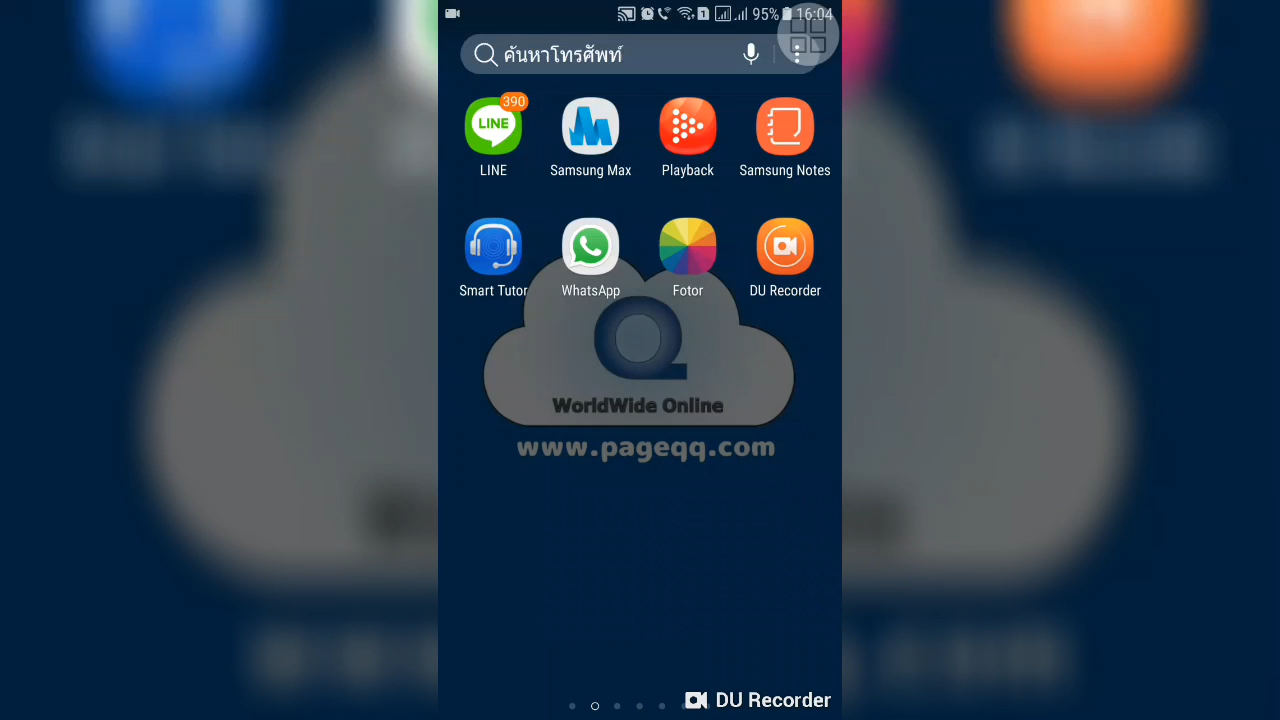 95% 16:04
ค้นหาโทรศัพท์
390
LINE
LINE Samsung Max Playback Samsung Notes
Smart Tutor WhatsApp Fotor DU Recorder
Q
WorldWide Online
www.pageqq.com
DU Recorder